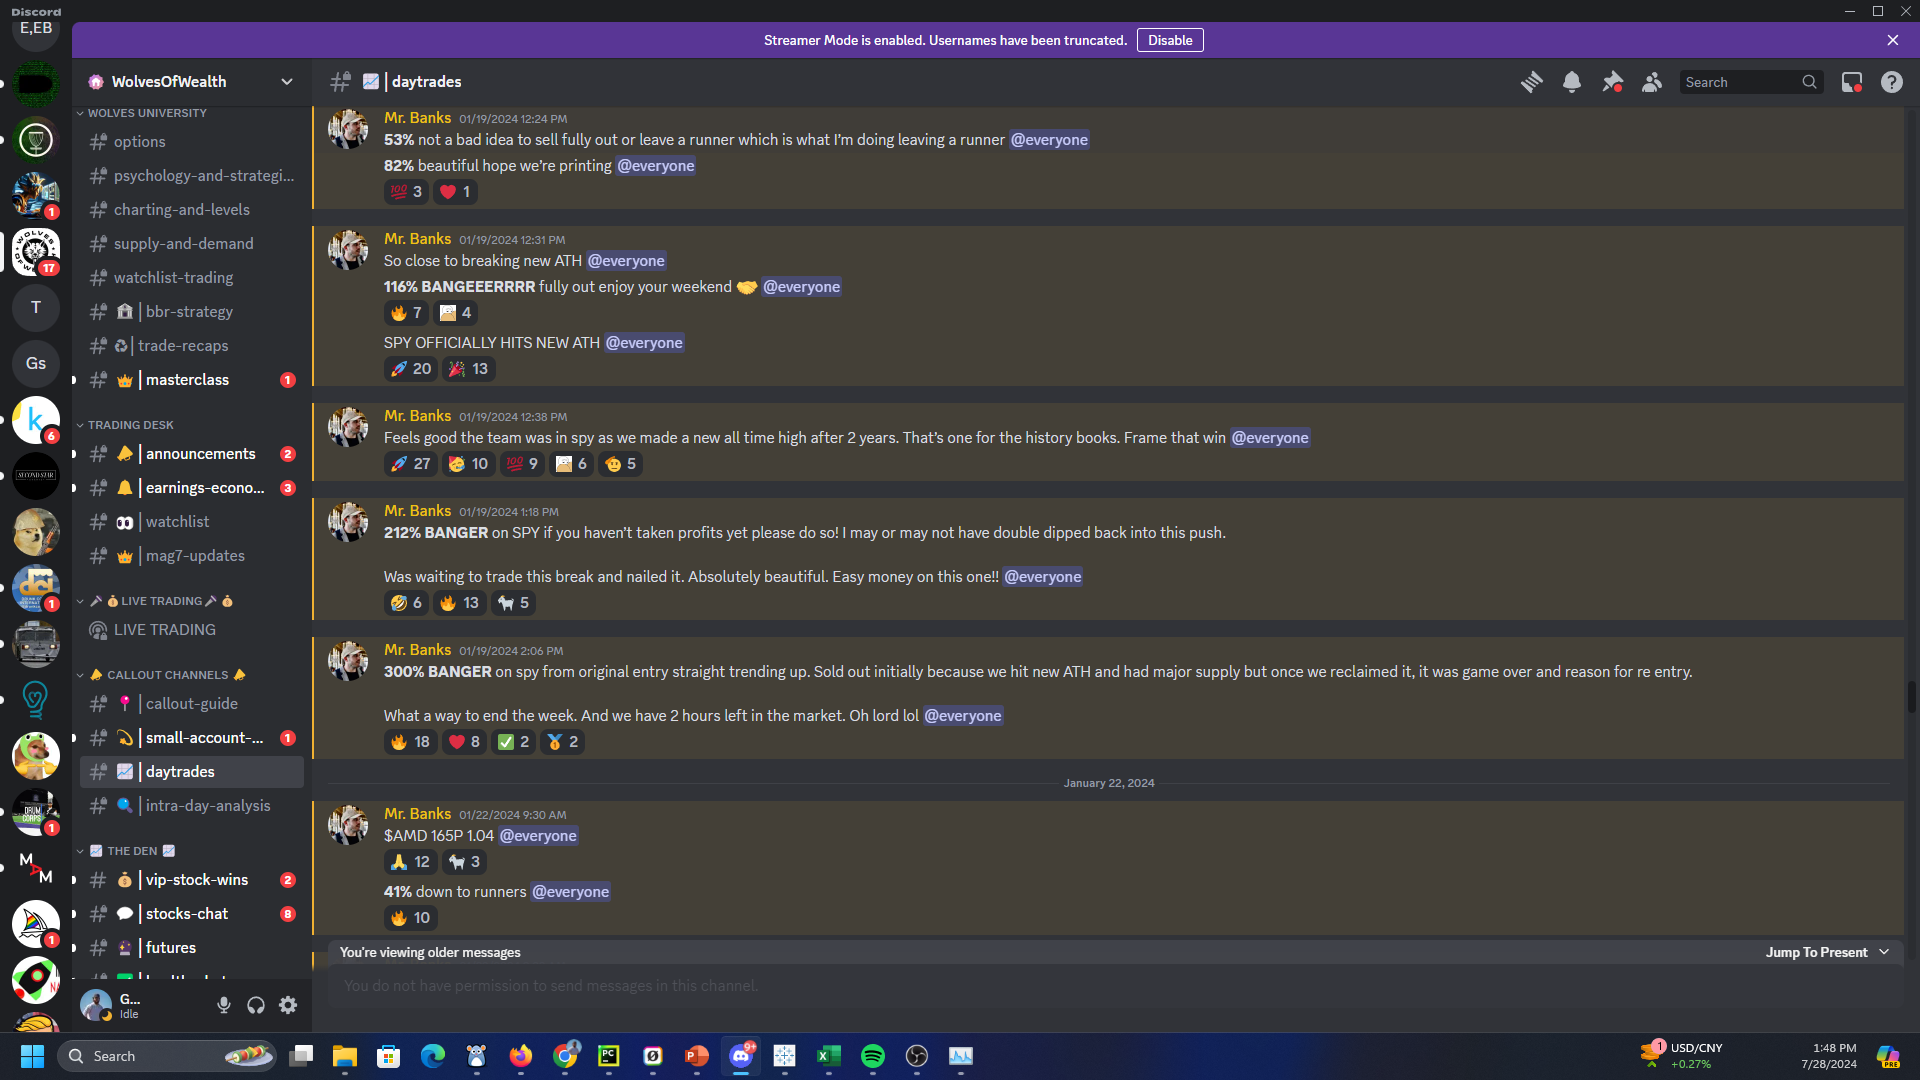 Discord
Streamer Mode is enabled. Usernames have been truncated. Disable
E,EB
1
WOLVES
17
T
Gs
k
6
SECOND STAR
dci
1
DRUM CORPS
1
M A M
1
WolvesOfWealth
WOLVES UNIVERSITY
options
psychology-and-strategi...
charting-and-levels
supply-and-demand
watchlist-trading
| bbr-strategy
| trade-recaps
| masterclass 1
TRADING DESK
| announcements 2
| earnings-econo... 3
| watchlist
| mag7-updates
LIVE TRADING
LIVE TRADING
CALLOUT CHANNELS
| callout-guide
| small-account-... 1
| daytrades
| intra-day-analysis
THE DEN
| vip-stock-wins 2
| stocks-chat 8
| futures
G...
Idle
| daytrades
Search
Mr. Banks 01/19/2024 12:24 PM
53% not a bad idea to sell fully out or leave a runner which is what I'm doing leaving a runner @everyone
82% beautiful hope we're printing @everyone
100 3 1
Mr. Banks 01/19/2024 12:31 PM
So close to breaking new ATH @everyone
116% BANGEEERRRR fully out enjoy your weekend @everyone
7 4
SPY OFFICIALLY HITS NEW ATH @everyone
20 13
Mr. Banks 01/19/2024 12:38 PM
Feels good the team was in spy as we made a new all time high after 2 years. That's one for the history books. Frame that win @everyone
27 10 100 9 6 5
Mr. Banks 01/19/2024 1:18 PM
212% BANGER on SPY if you haven't taken profits yet please do so! I may or may not have double dipped back into this push.
Was waiting to trade this break and nailed it. Absolutely beautiful. Easy money on this one!! @everyone
6 13 5
Mr. Banks 01/19/2024 2:06 PM
300% BANGER on spy from original entry straight trending up. Sold out initially because we hit new ATH and had major supply but once we reclaimed it, it was game over and reason for re entry.
What a way to end the week. And we have 2 hours left in the market. Oh lord lol @everyone
18 8 2 2
January 22, 2024
Mr. Banks 01/22/2024 9:30 AM
$AMD 165P 1.04 @everyone
12 3
41% down to runners @everyone
10
You're viewing older messages Jump To Present
You do not have permission to send messages in this channel.
Search
PC
P
9+
X
1
USD/CNY
+0.27%
1:48 PM
7/28/2024
PRE